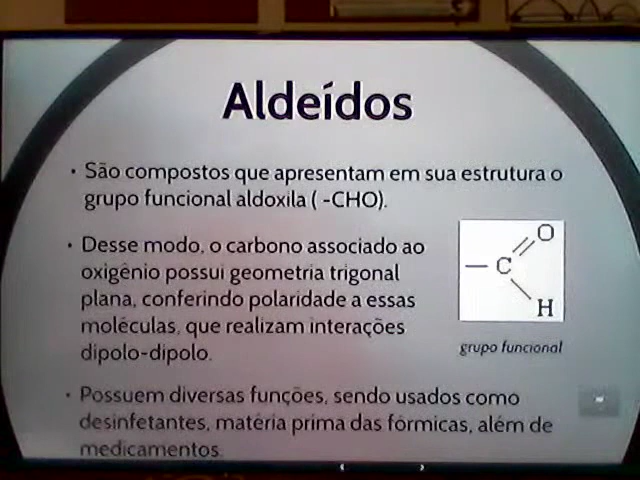 Aldeídos
• São compostos que apresentam em sua estrutura o
grupo funcional aldoxila ( -CHO).
• Desse modo, o carbono associado ao
oxigênio possui geometria trigonal
plana, conferindo polaridade a essas
moléculas, que realizam interações
dipolo-dipolo.
O
C
H
grupo funcional
• Possuem diversas funções, sendo usados como
desinfetantes, matéria prima das fórmicas, além de
medicamentos.